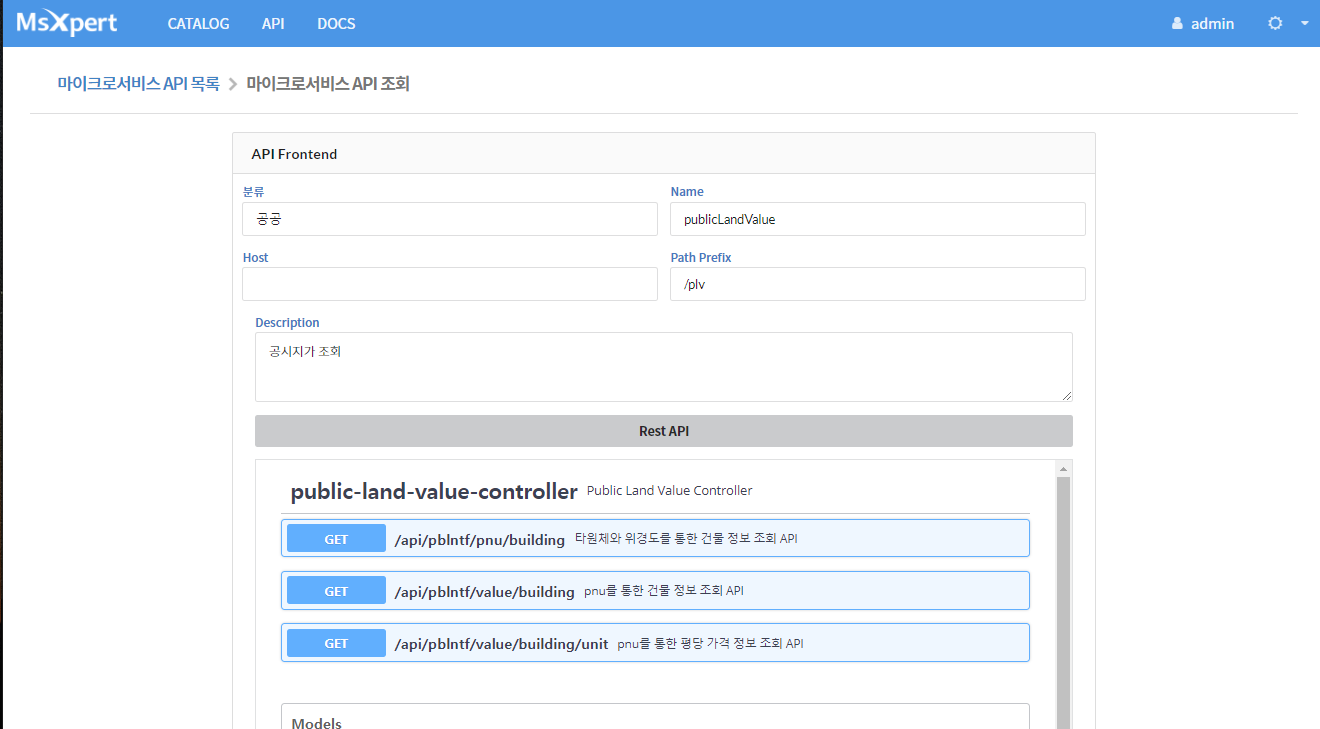 MsXpert CATALOG API DOCS admin
마이크로서비스 API 목록 > 마이크로서비스 API 조회
API Frontend
분류 Name
공공 publicLandValue
Host Path Prefix
/plv
Description
공시지가 조회
Rest API
public-land-value-controller Public Land Value Controller
GET /api/pblntf/pnu/building 타원체와 위경도를 통한 건물 정보 조회 API
GET /api/pblntf/value/building pnu를 통한 건물 정보 조회 API
GET /api/pblntf/value/building/unit pnu를 통한 평당 가격 정보 조회 API
Models